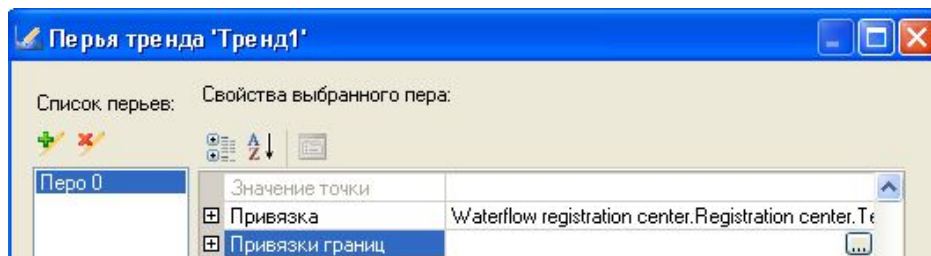 Перья тренда 'Тренд1'
Список перьев:
Свойства выбранного пера:
Перо 0
Значение точки
Привязка Waterflow registration center.Registration center.Te
Привязки границ ...